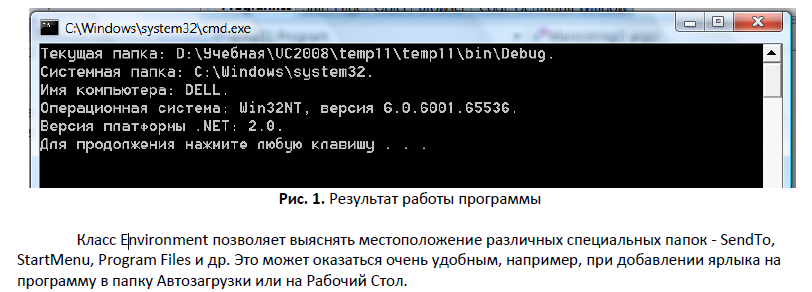 C:\Windows\system32\cmd.exe
Текущая папка: D:\Учебная\UC2008\temp11\temp11\bin\Debug.
Системная папка: C:\Windows\system32.
Имя компьютера: DELL.
Операционная система: Win32NT, версия 6.0.6001.65536.
Версия платформы .NET: 2.0.
Для продолжения нажмите любую клавишу . . .
Рис. 1. Результат работы программы
Класс Environment позволяет выяснять местоположение различных специальных папок - SendTo,
StartMenu, Program Files и др. Это может оказаться очень удобным, например, при добавлении ярлыка на
программу в папку Автозагрузки или на Рабочий Стол.